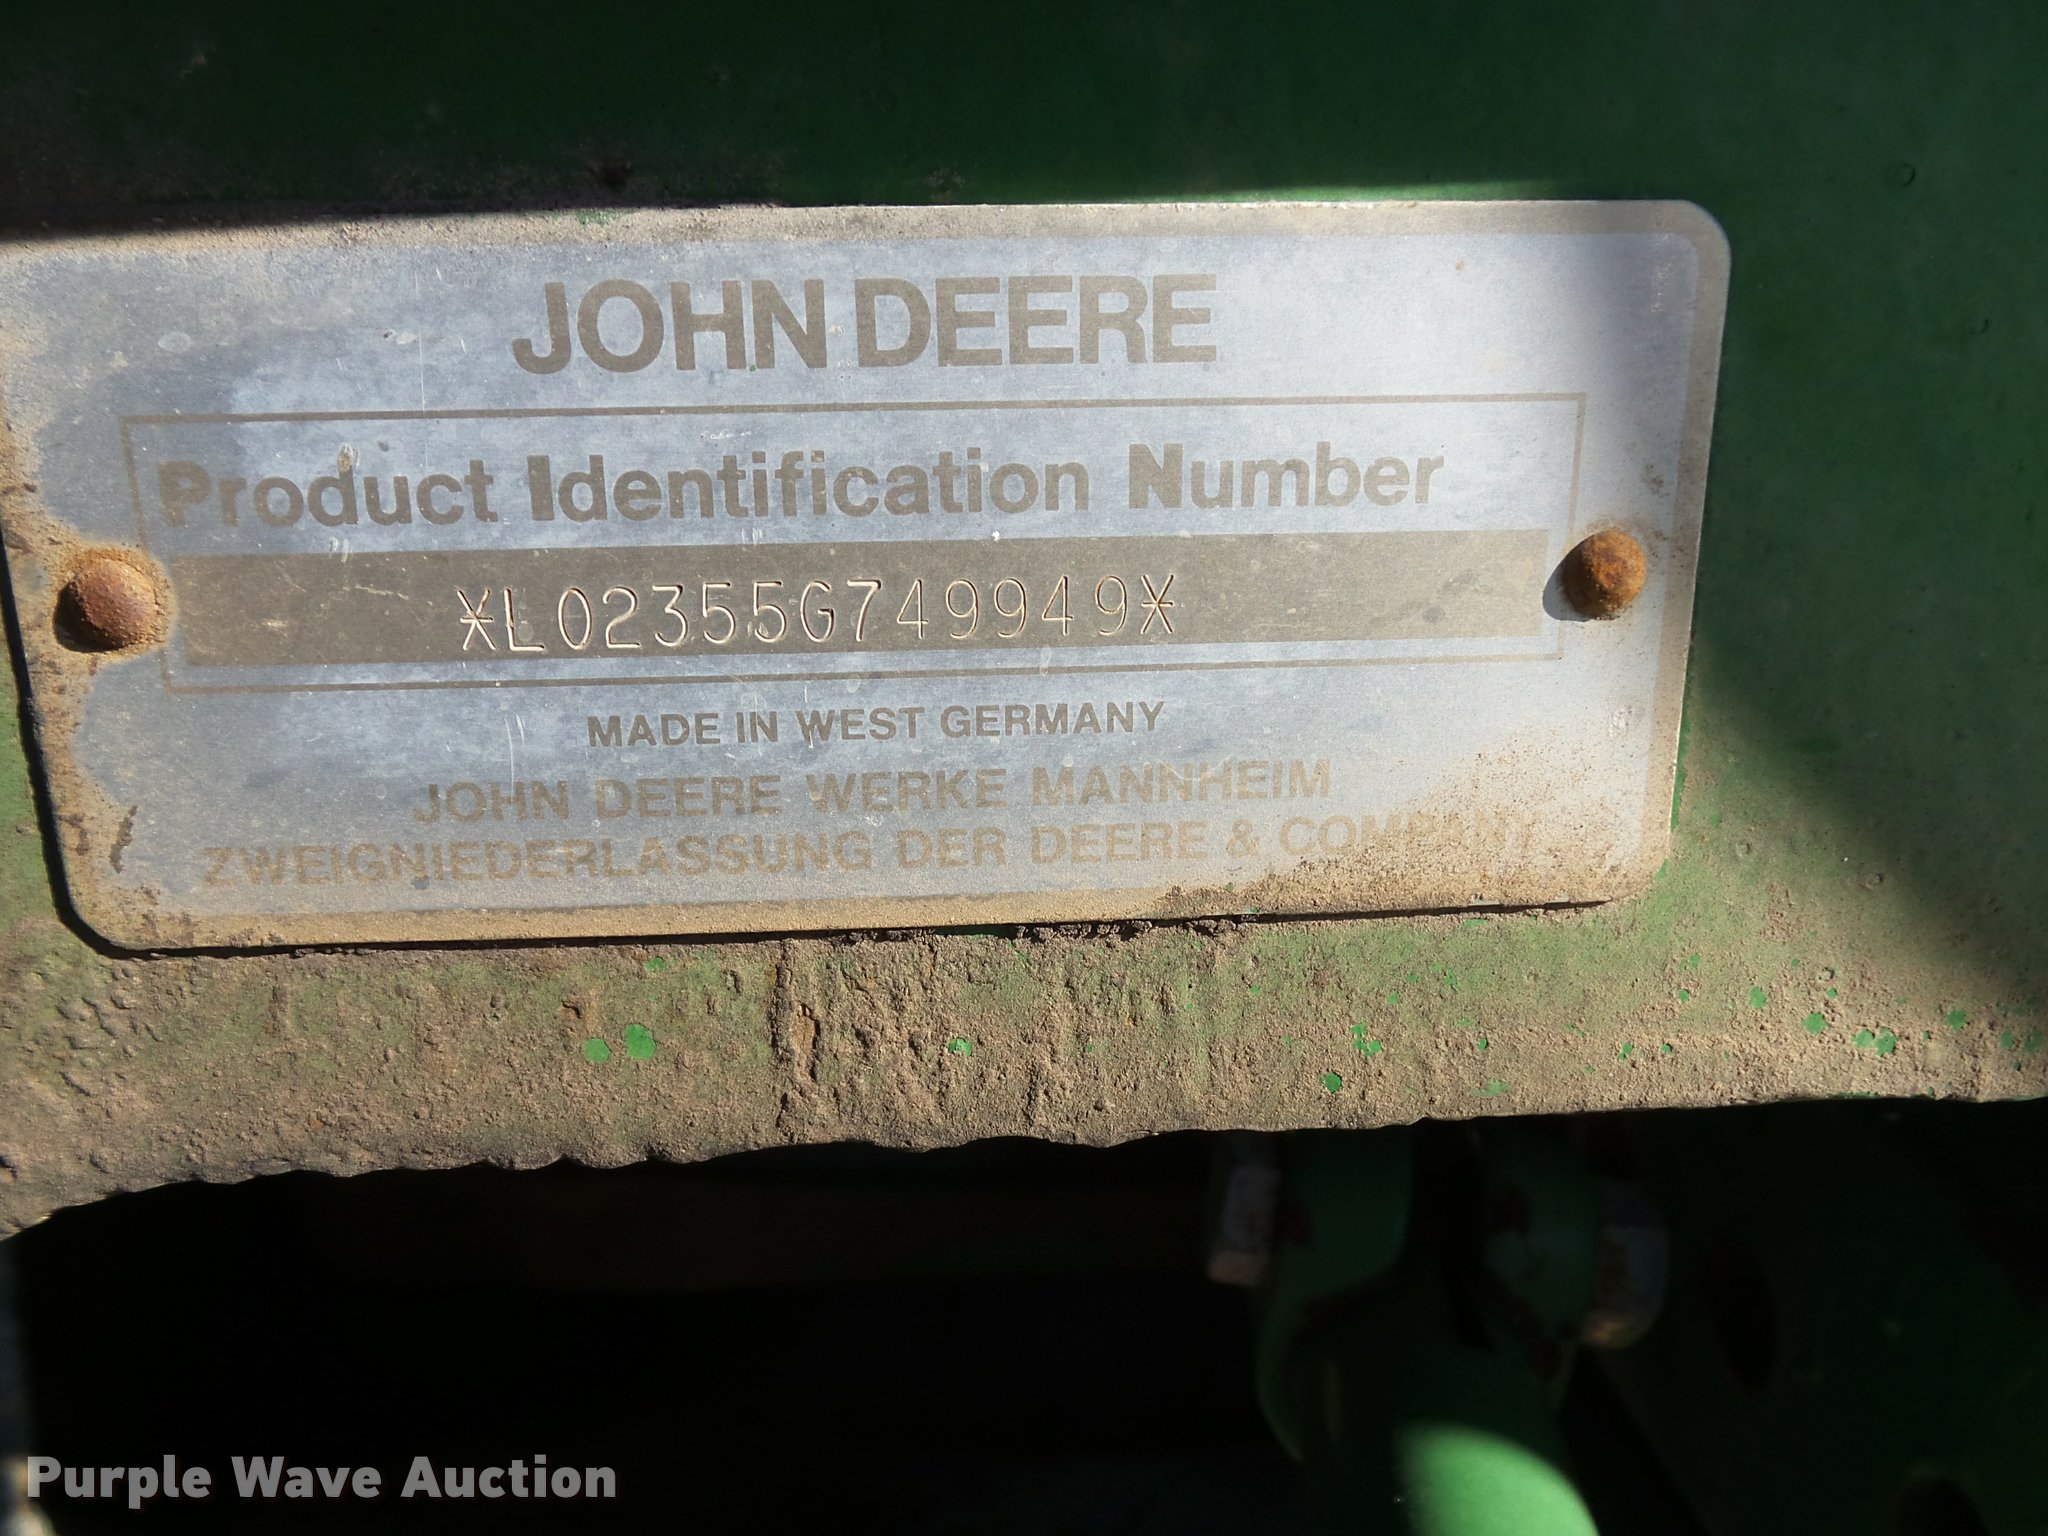 JOHN DEERE
Product Identification Number
*L02355G749949*
MADE IN WEST GERMANY
JOHN DEERE WERKE MANNHEIM
ZWEIGNIEDERLASSUNG DER DEERE & COMPANY
Purple Wave Auction